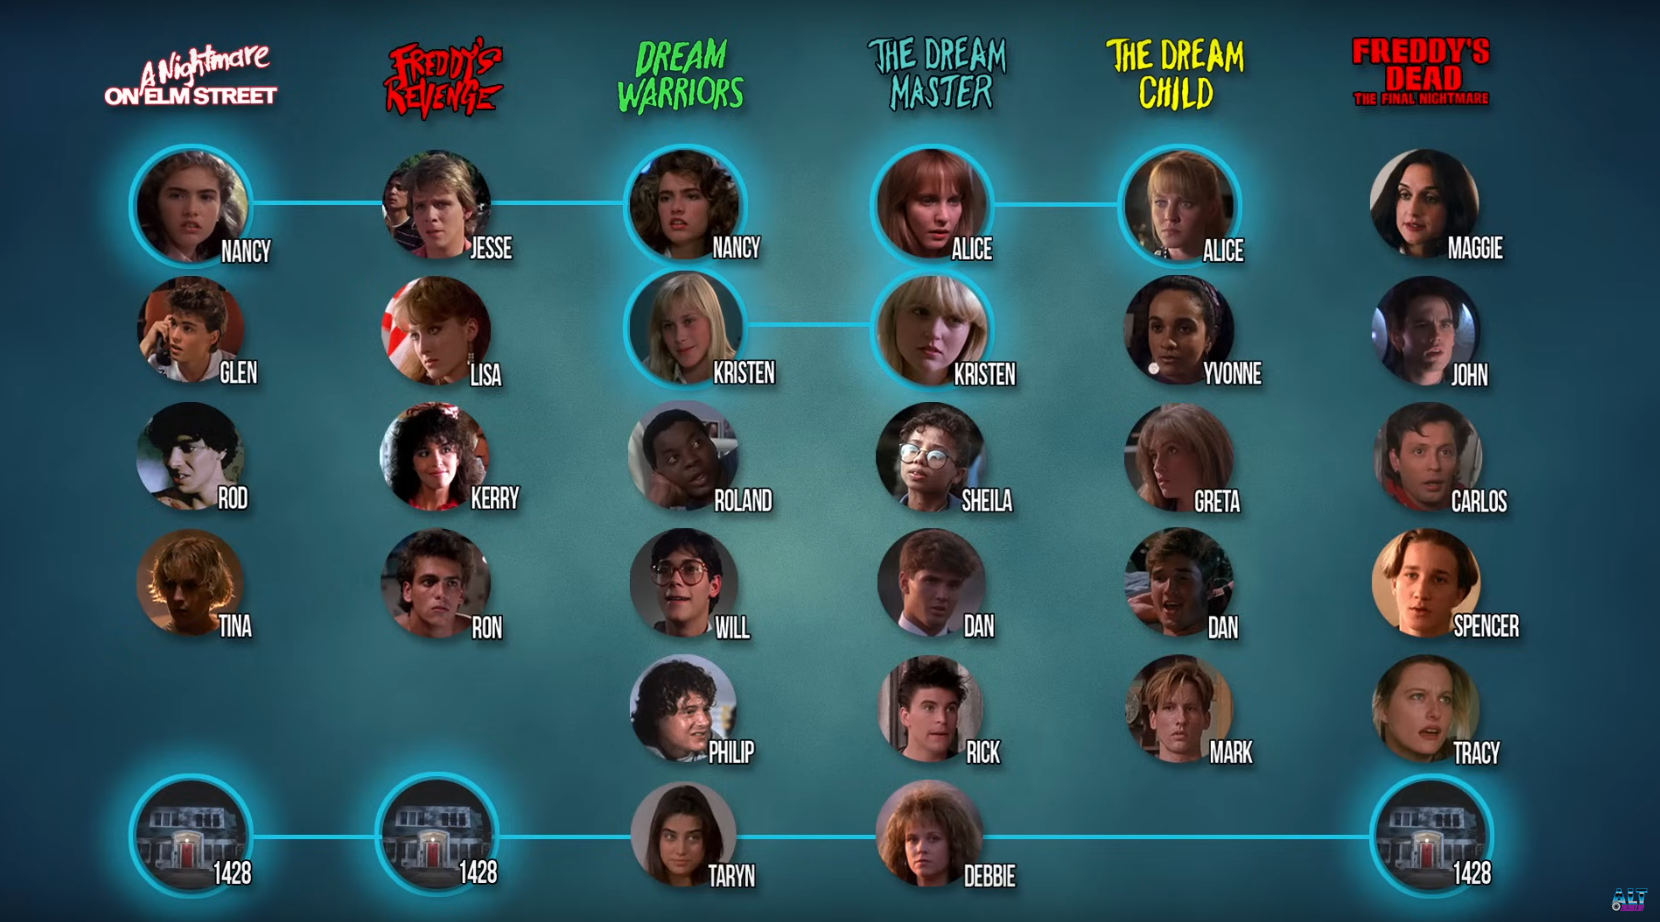 A Nightmare
ON ELM STREET
FREDDY'S
REVENGE
DREAM
WARRIORS
THE DREAM
MASTER
THE DREAM
CHILD
FREDDY'S
DEAD
THE FINAL NIGHTMARE
NANCY
JESSE
NANCY
ALICE
ALICE
MAGGIE
GLEN
LISA
KRISTEN
KRISTEN
YVONNE
JOHN
ROD
KERRY
ROLAND
SHEILA
GRETA
CARLOS
TINA
RON
WILL
DAN
DAN
SPENCER
PHILIP
RICK
MARK
TRACY
1428
1428
TARYN
DEBBIE
1428
ALT